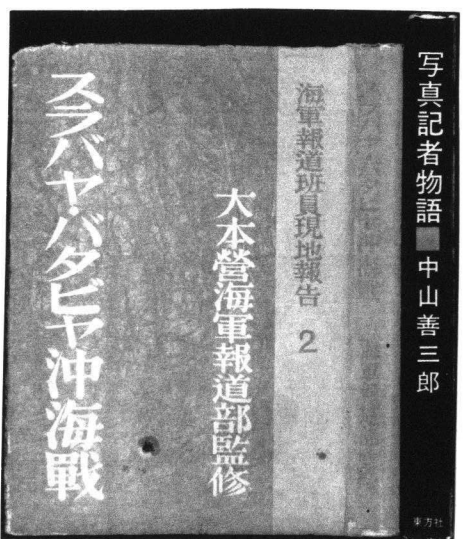 写真記者物語 中山善三郎
東方社
海軍報道班員現地報告 2
大本營海軍報道部監修
スラバヤ・バタビヤ沖海戰